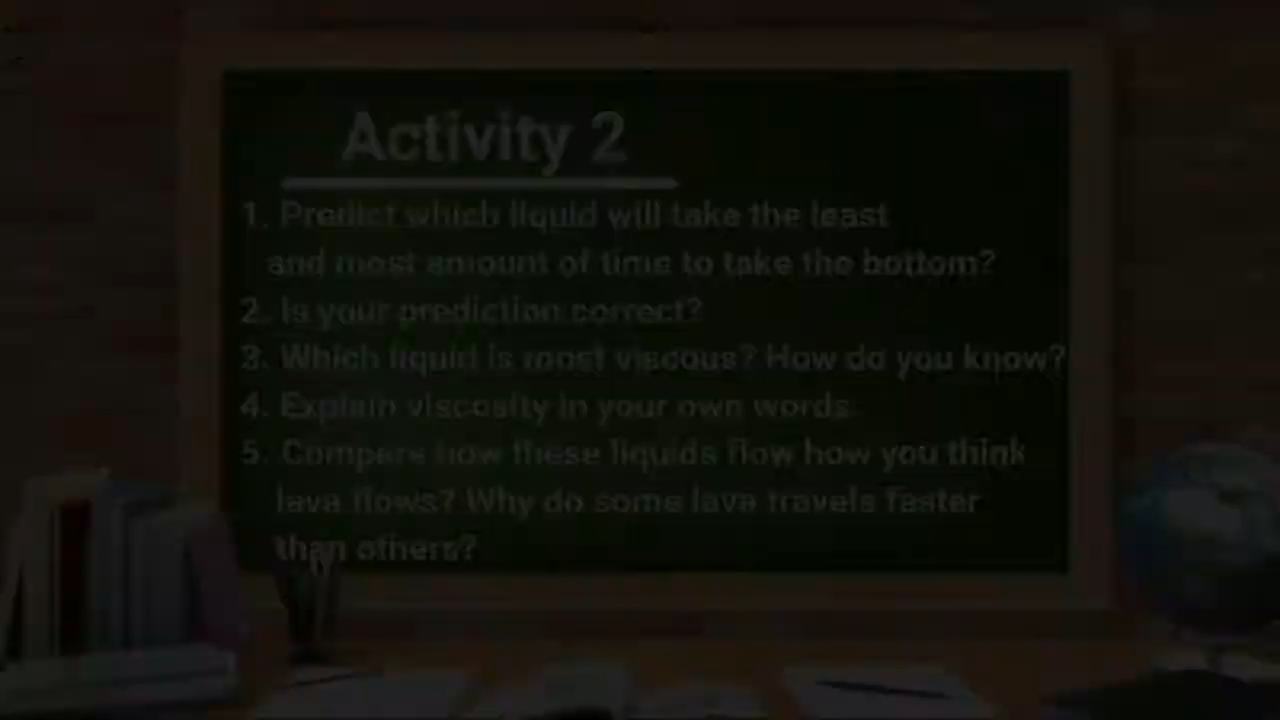 Activity 2
1. Predict which liquid will take the least
and most amount of time to take the bottom?
2. Is your prediction correct?
3. Which liquid is most viscous? How do you know?
4. Explain viscosity in your own words.
5. Compare how these liquids flow how you think
lava flows? Why do some lava travels faster
than others?